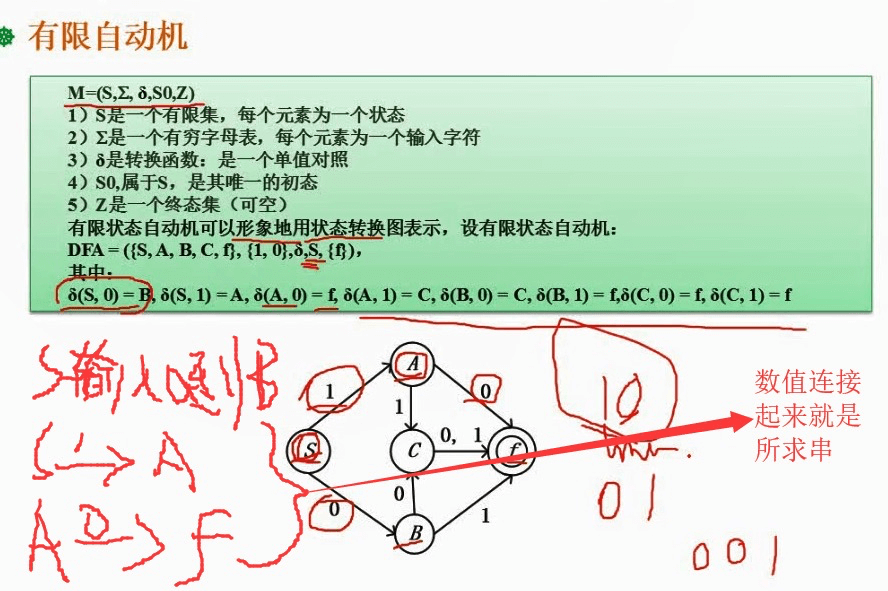 有限自动机
M=(S,Σ, δ,S0,Z)
1）S是一个有限集，每个元素为一个状态
2）Σ是一个有穷字母表，每个元素为一个输入字符
3）δ是转换函数：是一个单值对照
4）S0,属于S，是其唯一的初态
5）Z是一个终态集（可空）
有限状态自动机可以形象地用状态转换图表示，设有限状态自动机：
DFA = ({S, A, B, C, f}, {1, 0},δ,S, {f})，
其中：
δ(S, 0) = B, δ(S, 1) = A, δ(A, 0) = f, δ(A, 1) = C, δ(B, 0) = C, δ(B, 1) = f,δ(C, 0) = f, δ(C, 1) = f
S输入0到B
S 1 A
A 0 F
1
A
0
1
S
C
0， 1
f
0
0
B
1
10
01
001
数值连接
起来就是
所求串